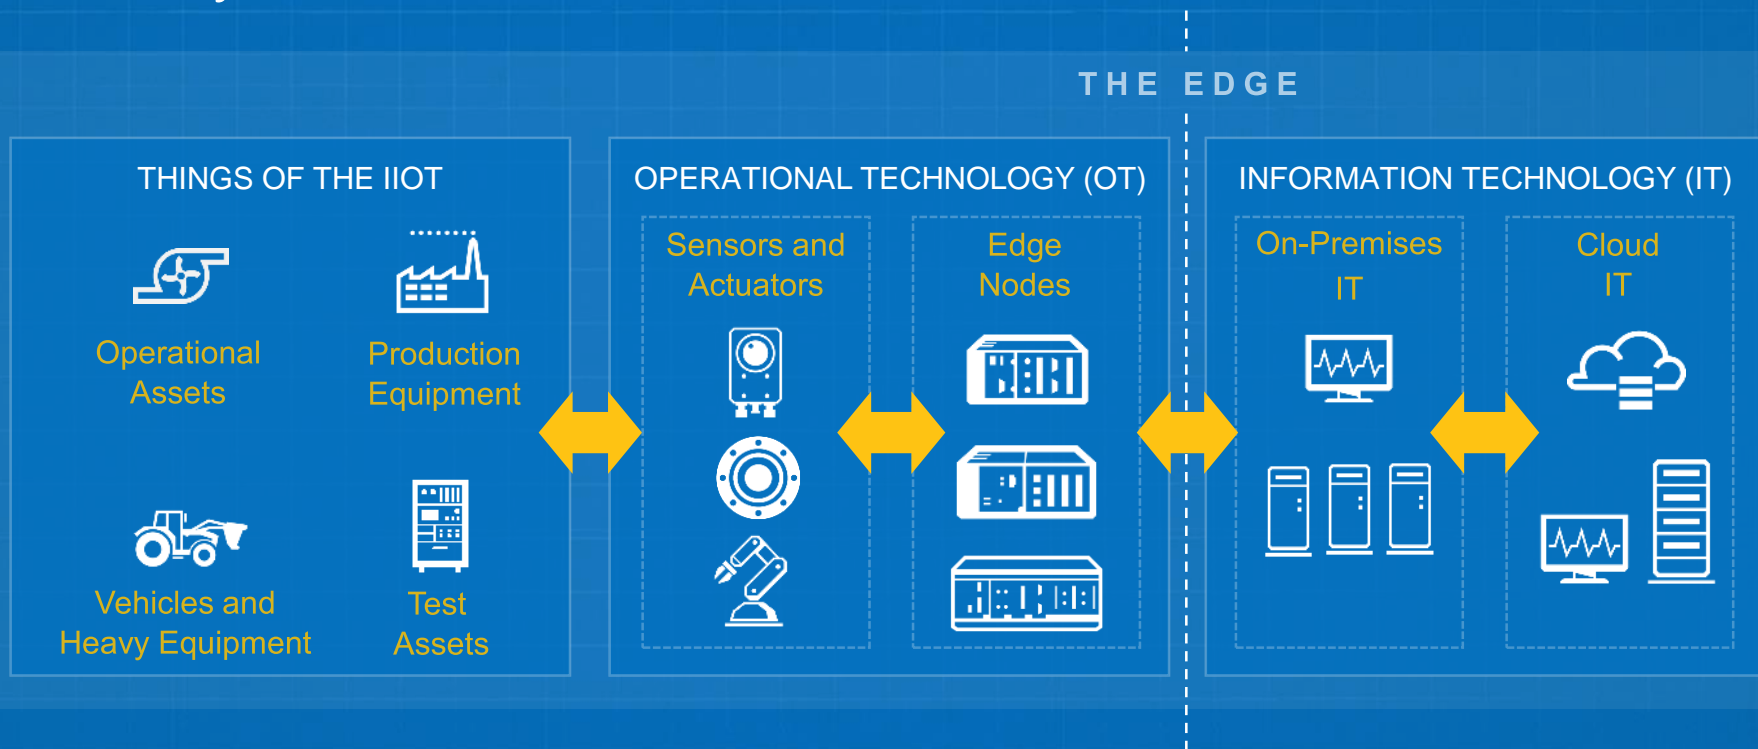 THE EDGE
THINGS OF THE IIOT
Operational
Assets
Production
Equipment
Vehicles and
Heavy Equipment
Test
Assets
OPERATIONAL TECHNOLOGY (OT)
Sensors and
Actuators
Edge
Nodes
INFORMATION TECHNOLOGY (IT)
On-Premises
IT
Cloud
IT